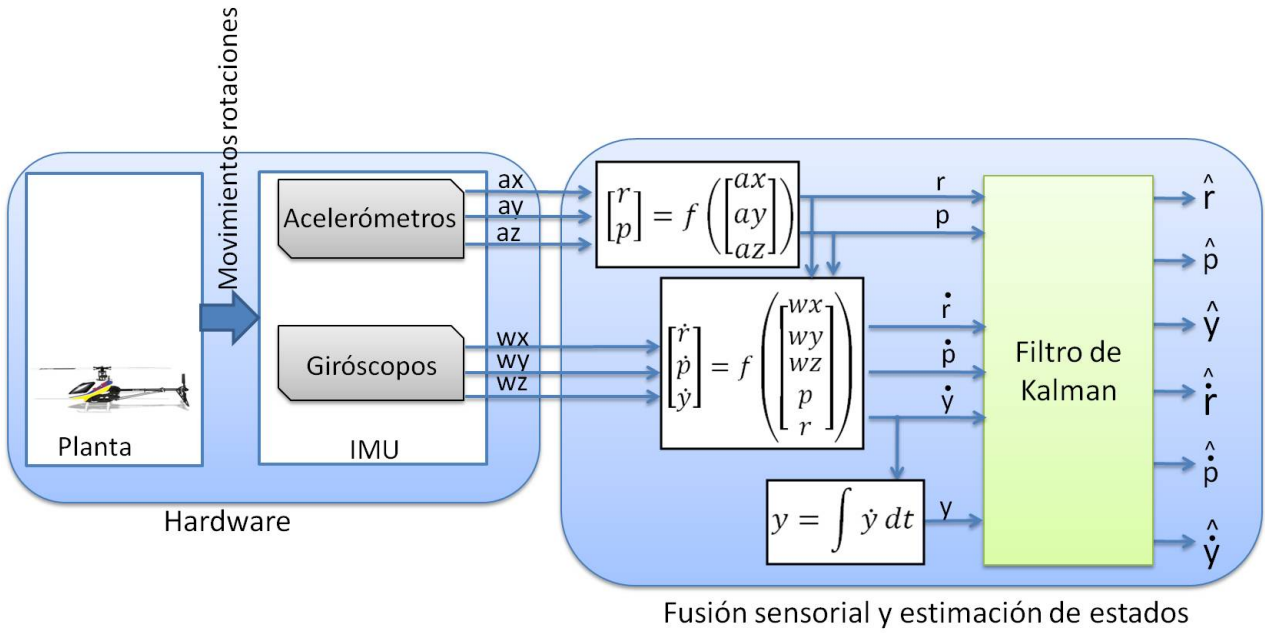 Movimientos rotaciones
Planta
Acelerómetros
Giróscopos
IMU
Hardware
ax
ay
az
wx
wy
wz
[r p] = f([ax ay az])
[ṙ ṗ ẏ] = f([wx wy wz p r])
y = ∫ ẏ dt
r
p
ṙ
ṗ
ẏ
y
Filtro de
Kalman
r̂
p̂
ŷ
ṙ̂
ṗ̂
ẏ̂
Fusión sensorial y estimación de estados